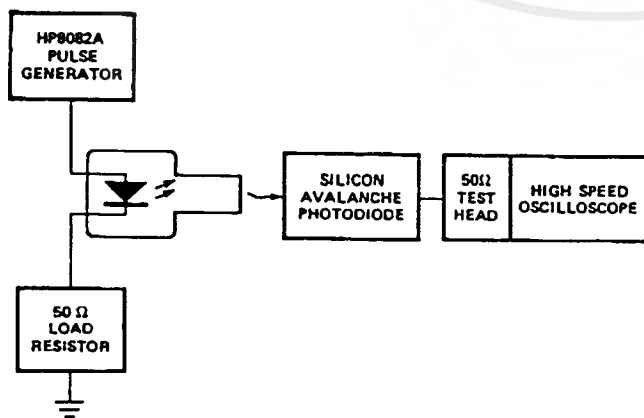 HP8082A
PULSE
GENERATOR
SILICON
AVALANCHE
PHOTODIODE
50Ω
TEST
HEAD
HIGH SPEED
OSCILLOSCOPE
50 Ω
LOAD
RESISTOR